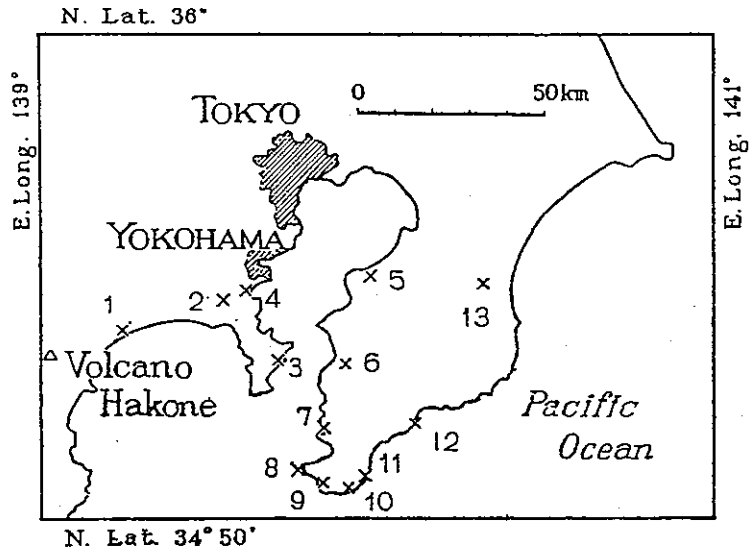 N. Lat. 36°
E.Long. 139°
E.Long. 141°
0 50km
TOKYO
YOKOHAMA
1
2
4
5
13
3
6
Volcano
Hakone
7
12
Pacific
Ocean
8
11
9
10
N. Lat. 34°50'